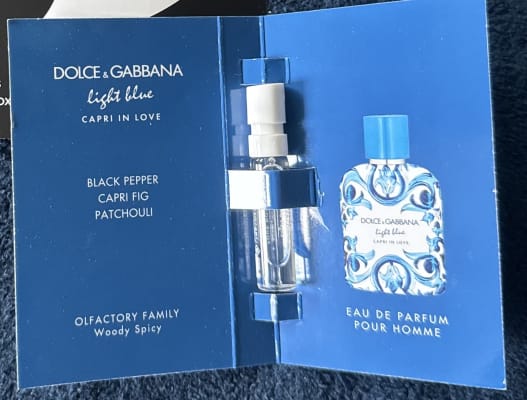 DOLCE & GABBANA
light blue
CAPRI IN LOVE
BLACK PEPPER
CAPRI FIG
PATCHOULI
OLFACTORY FAMILY
Woody Spicy
DOLCE & GABBANA
light blue
CAPRI IN LOVE
EAU DE PARFUM
POUR HOMME